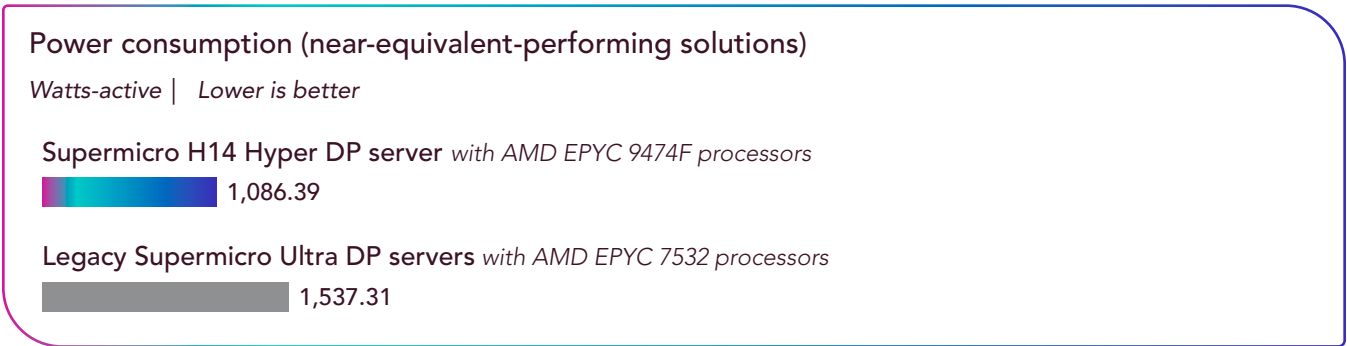 Power consumption (near-equivalent-performing solutions)
Watts-active | Lower is better
Supermicro H14 Hyper DP server with AMD EPYC 9474F processors
1,086.39
Legacy Supermicro Ultra DP servers with AMD EPYC 7532 processors
1,537.31